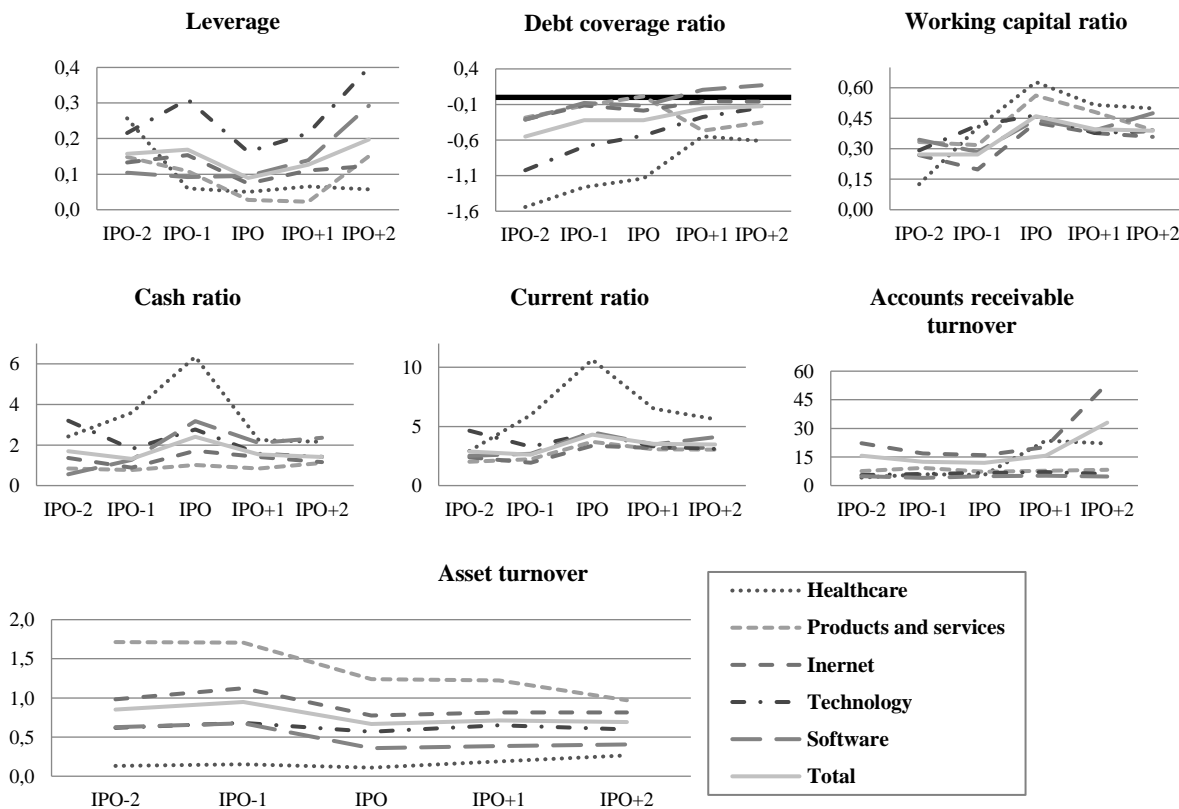 Leverage
0,4
0,3
0,2
0,1
0,0
IPO-2 IPO-1 IPO IPO+1 IPO+2
Debt coverage ratio
0,4
-0,1
-0,6
-1,1
-1,6
IPO-2 IPO-1 IPO IPO+1 IPO+2
Working capital ratio
0,60
0,45
0,30
0,15
0,00
IPO-2 IPO-1 IPO IPO+1 IPO+2
Cash ratio
6
4
2
0
IPO-2 IPO-1 IPO IPO+1 IPO+2
Current ratio
10
5
0
IPO-2 IPO-1 IPO IPO+1 IPO+2
Accounts receivable
turnover
60
45
30
15
0
IPO-2 IPO-1 IPO IPO+1 IPO+2
Asset turnover
2,0
1,5
1,0
0,5
0,0
IPO-2 IPO-1 IPO IPO+1 IPO+2
Healthcare
Products and services
Inernet
Technology
Software
Total